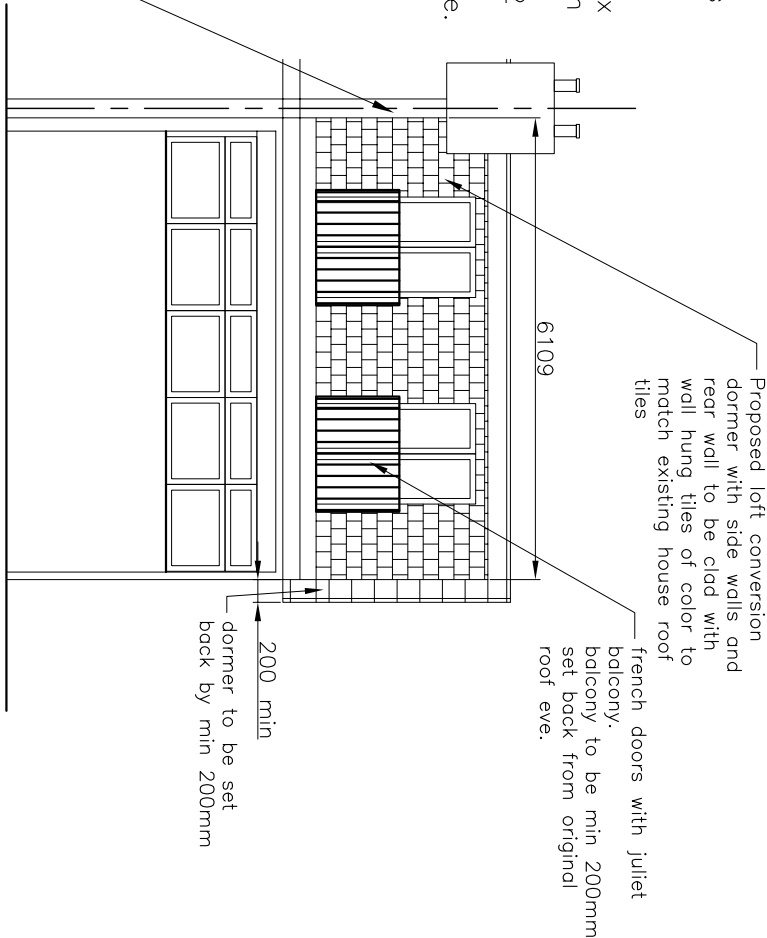 Proposed loft conversion
dormer with side walls and
rear wall to be clad with
wall hung tiles of color to
match existing house roof
tiles
french doors with juliet
balcony.
balcony to be min 200mm
set back from original
roof eve.
6109
200 min
dormer to be set
back by min 200mm
s
x
n
e.